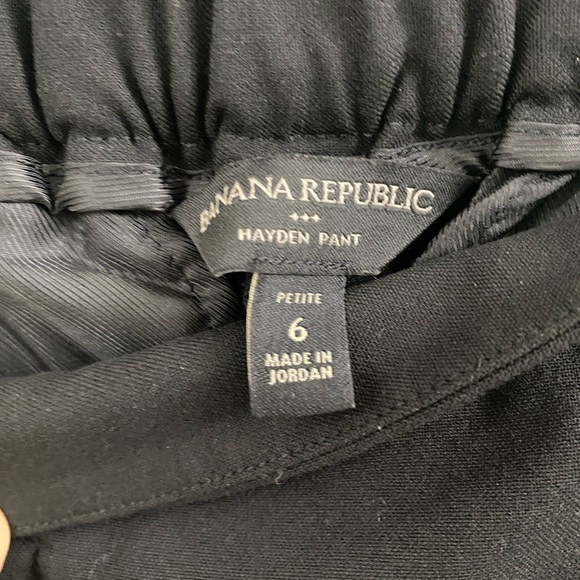 BANANA REPUBLIC
HAYDEN PANT
PETITE
6
MADE IN
JORDAN